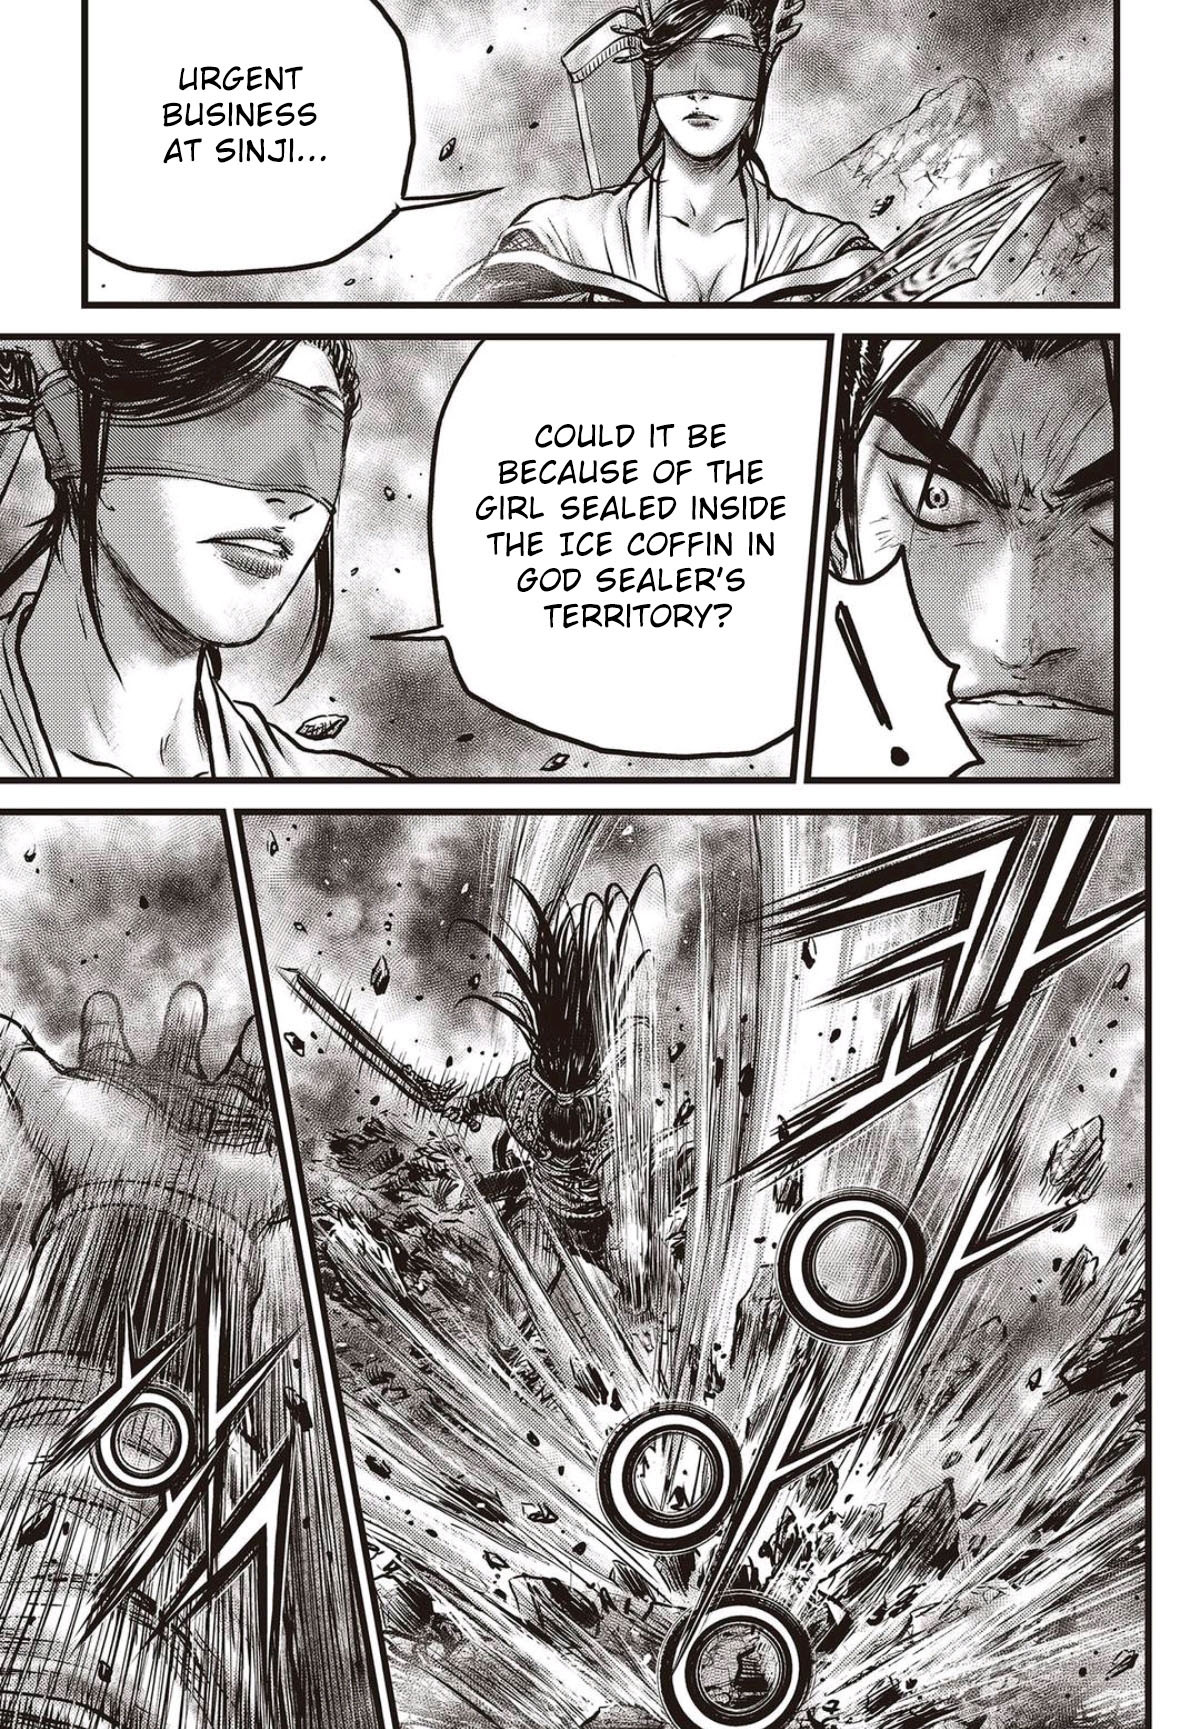 URGENT
BUSINESS
AT SINJI...
COULD IT BE
BECAUSE OF THE
GIRL SEALED INSIDE
THE ICE COFFIN IN
GOD SEALER'S
TERRITORY?
!